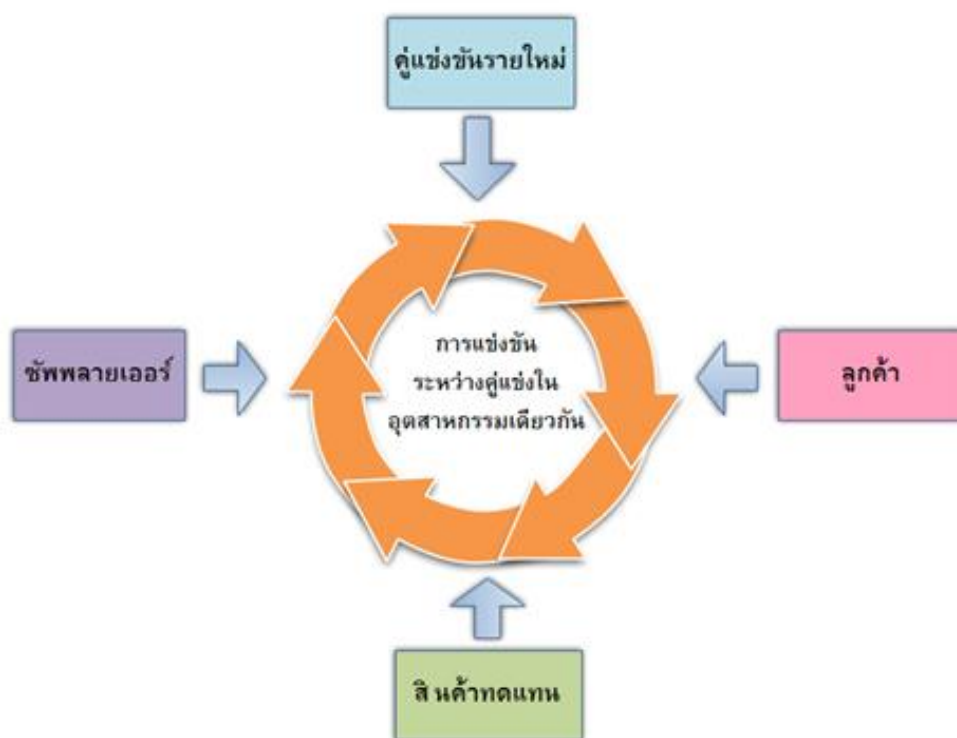 คู่แข่งขันรายใหม่
ซัพพลายเออร์
การแข่งขัน
ระหว่างคู่แข่งใน
อุตสาหกรรมเดียวกัน
ลูกค้า
สินค้าทดแทน